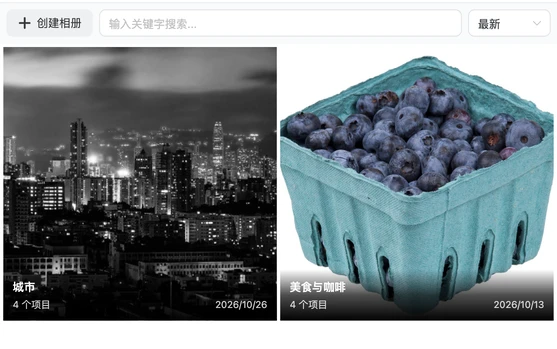 创建相册
输入关键字搜索...
最新
城市
4 个项目
2026/10/26
美食与咖啡
4 个项目
2026/10/13